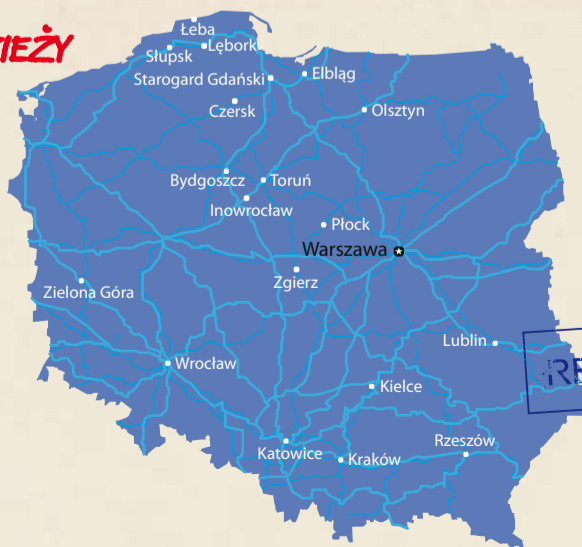 Łeba
Słupsk
Lębork
Starogard Gdański
Elbląg
Czersk
Olsztyn
Bydgoszcz
Toruń
Inowrocław
Płock
Warszawa
Zgierz
Zielona Góra
Lublin
Wrocław
Kielce
Rzeszów
Katowice
Kraków